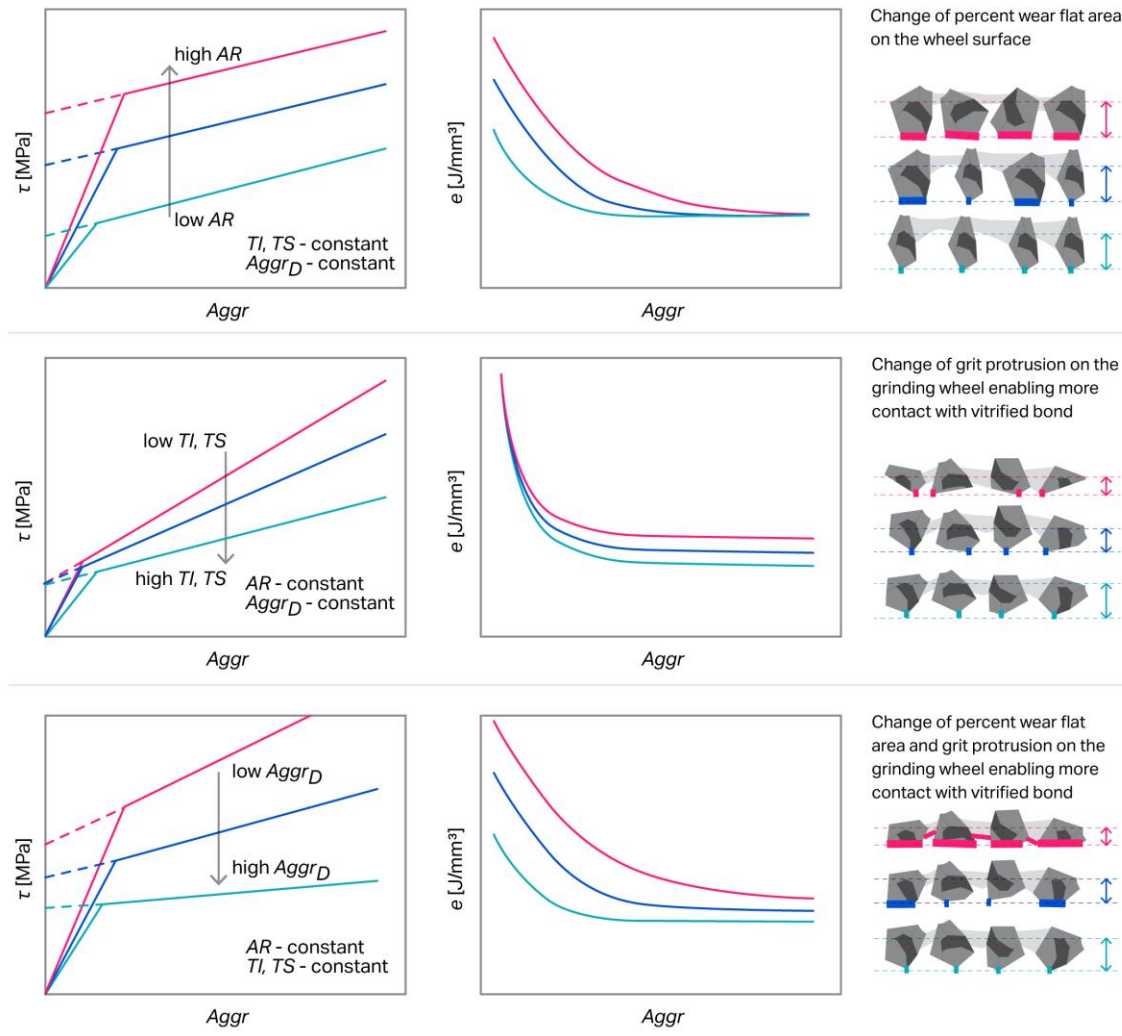 high AR
low AR
TI, TS - constant
Aggr_D - constant
τ [MPa]
Aggr
e [J/mm³]
Aggr
Change of percent wear flat area
on the wheel surface
low TI, TS
high TI, TS
AR - constant
Aggr_D - constant
τ [MPa]
Aggr
e [J/mm³]
Aggr
Change of grit protrusion on the
grinding wheel enabling more
contact with vitrified bond
low Aggr_D
high Aggr_D
AR - constant
TI, TS - constant
τ [MPa]
Aggr
e [J/mm³]
Aggr
Change of percent wear flat
area and grit protrusion on the
grinding wheel enabling more
contact with vitrified bond